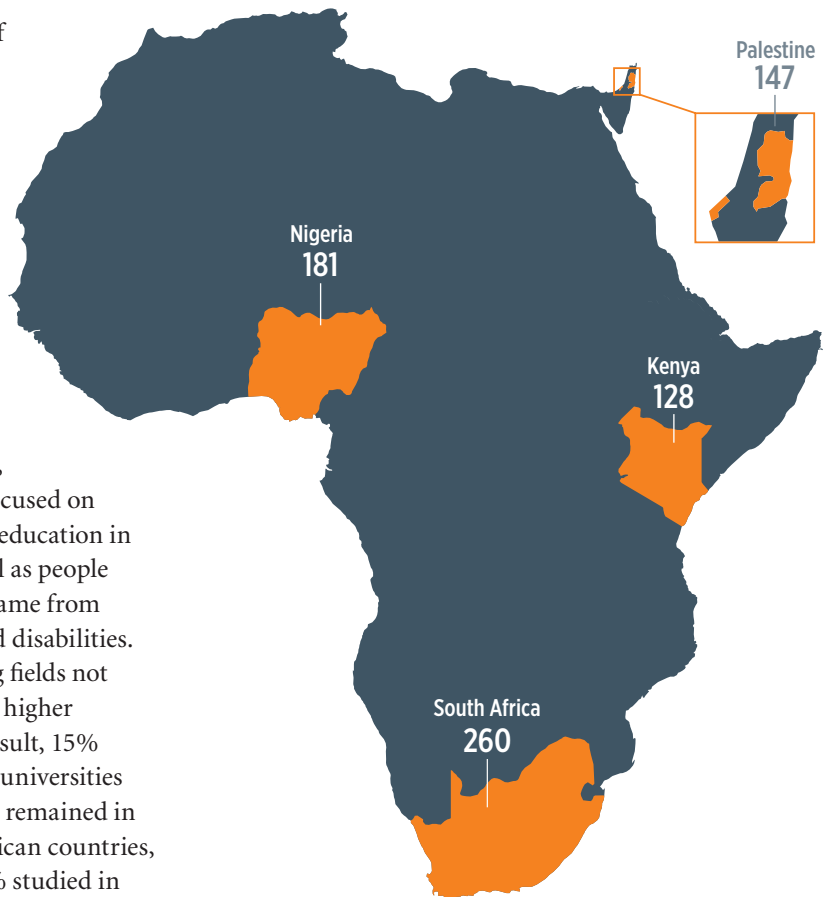 f
Palestine
147
Nigeria
181
Kenya
128
,
cused on
education in
l as people
ame from
d disabilities.
g fields not
higher
sult, 15%
universities
remained in
ican countries,
% studied in
South Africa
260